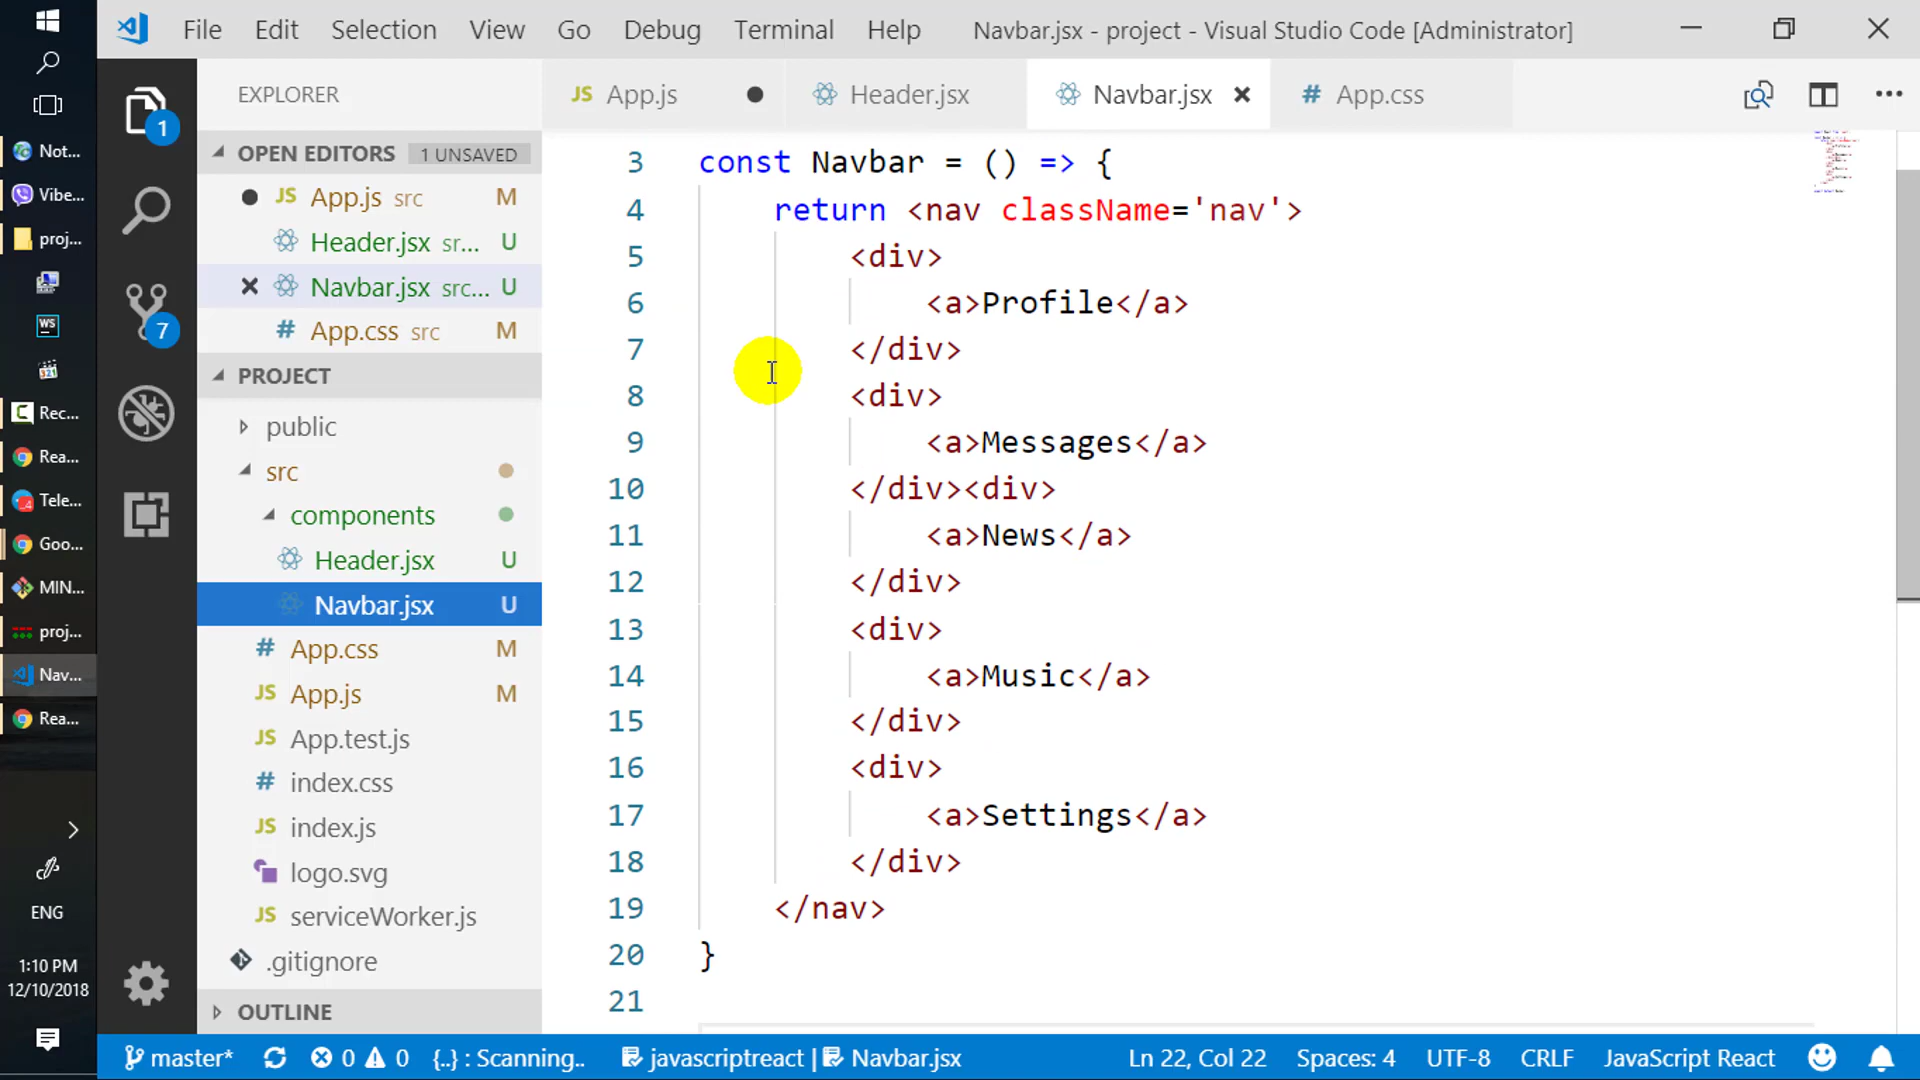 File Edit Selection View Go Debug Terminal Help Navbar.jsx - project - Visual Studio Code [Administrator]
EXPLORER
JS App.js
Header.jsx
Navbar.jsx
# App.css
1
OPEN EDITORS 1 UNSAVED
JS App.js src M
Header.jsx sr... U
Navbar.jsx src... U
# App.css src M
7
PROJECT
public
src
components
Header.jsx U
Navbar.jsx U
# App.css M
JS App.js M
JS App.test.js
# index.css
JS index.js
logo.svg
JS serviceWorker.js
.gitignore
OUTLINE
3 const Navbar = () => {
4 return <nav className='nav'>
5 <div>
6 <a>Profile</a>
7 </div>
8 <div>
9 <a>Messages</a>
10 </div><div>
11 <a>News</a>
12 </div>
13 <div>
14 <a>Music</a>
15 </div>
16 <div>
17 <a>Settings</a>
18 </div>
19 </nav>
20 }
21
Not...
Vibe...
proj...
WS
321
Rec...
Rea...
Tele...
Goo...
MIN...
proj...
Nav...
Rea...
ENG
1:10 PM
12/10/2018
master* 0 0 {..} : Scanning.. javascriptreact | Navbar.jsx Ln 22, Col 22 Spaces: 4 UTF-8 CRLF JavaScript React